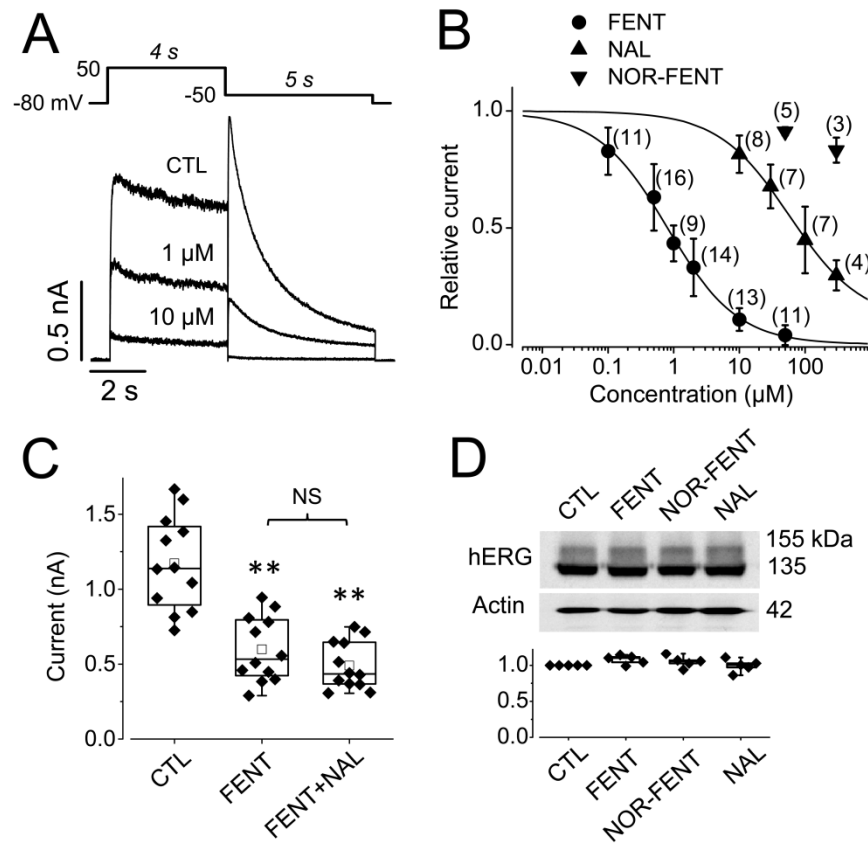 A
4 s
50
5 s
-80 mV
-50
CTL
1 µM
10 µM
0.5 nA
2 s
B
FENT
NAL
NOR-FENT
Relative current
1.0
0.5
0.0
(11)
(16)
(9)
(14)
(13)
(11)
(8)
(7)
(7)
(4)
(5)
(3)
0.01 0.1 1 10 100
Concentration (µM)
C
NS
**
**
Current (nA)
1.5
1.0
0.5
0.0
CTL
FENT
FENT+NAL
D
CTL
FENT
NOR-FENT
NAL
hERG
155 kDa
135
Actin
42
1.0
0.0
CTL
FENT
NOR-FENT
NAL